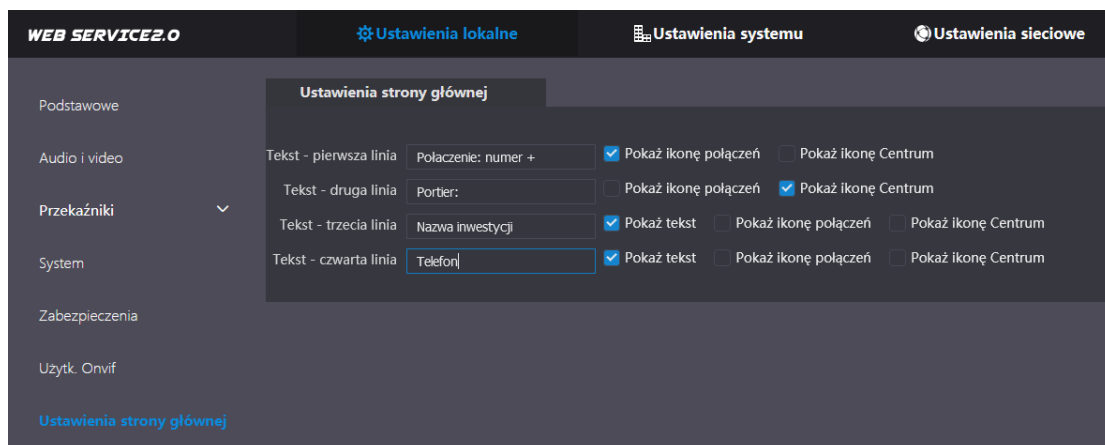 WEB SERVICE2.0
Ustawienia lokalne
Ustawienia systemu
Ustawienia sieciowe
Podstawowe
Audio i video
Przekaźniki
System
Zabezpieczenia
Użytk. Onvif
Ustawienia strony głównej
Ustawienia strony głównej
Tekst - pierwsza linia Połaczenie: numer + Pokaż ikonę połączeń Pokaż ikonę Centrum
Tekst - druga linia Portier: Pokaż ikonę połączeń Pokaż ikonę Centrum
Tekst - trzecia linia Nazwa inwestycji Pokaż tekst Pokaż ikonę połączeń Pokaż ikonę Centrum
Tekst - czwarta linia Telefon Pokaż tekst Pokaż ikonę połączeń Pokaż ikonę Centrum